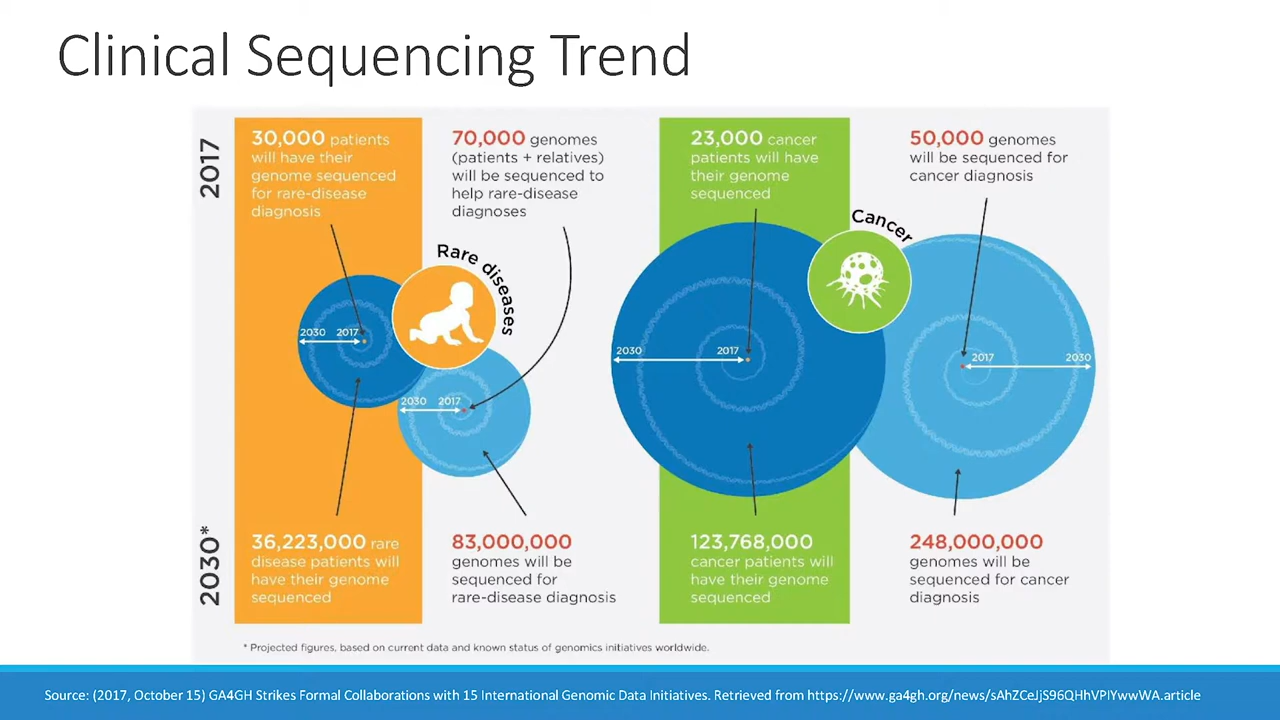 Clinical Sequencing Trend
2017
30,000 patients
will have their
genome sequenced
for rare-disease
diagnosis
70,000 genomes
(patients + relatives)
will be sequenced to
help rare-disease
diagnoses
23,000 cancer
patients will have
their genome
sequenced
50,000 genomes
will be sequenced for
cancer diagnosis
Rare diseases
Cancer
2030 2017
2030 2017
2030 2017
2017 2030
2030*
36,223,000 rare
disease patients will
have their genome
sequenced
83,000,000
genomes will be
sequenced for
rare-disease diagnosis
123,768,000
cancer patients will
have their genome
sequenced
248,000,000
genomes will be
sequenced for cancer
diagnosis
* Projected figures, based on current data and known status of genomics initiatives worldwide.
Source: (2017, October 15) GA4GH Strikes Formal Collaborations with 15 International Genomic Data Initiatives. Retrieved from https://www.ga4gh.org/news/sAhZCeJjS96QHhVPIYwwWA.article